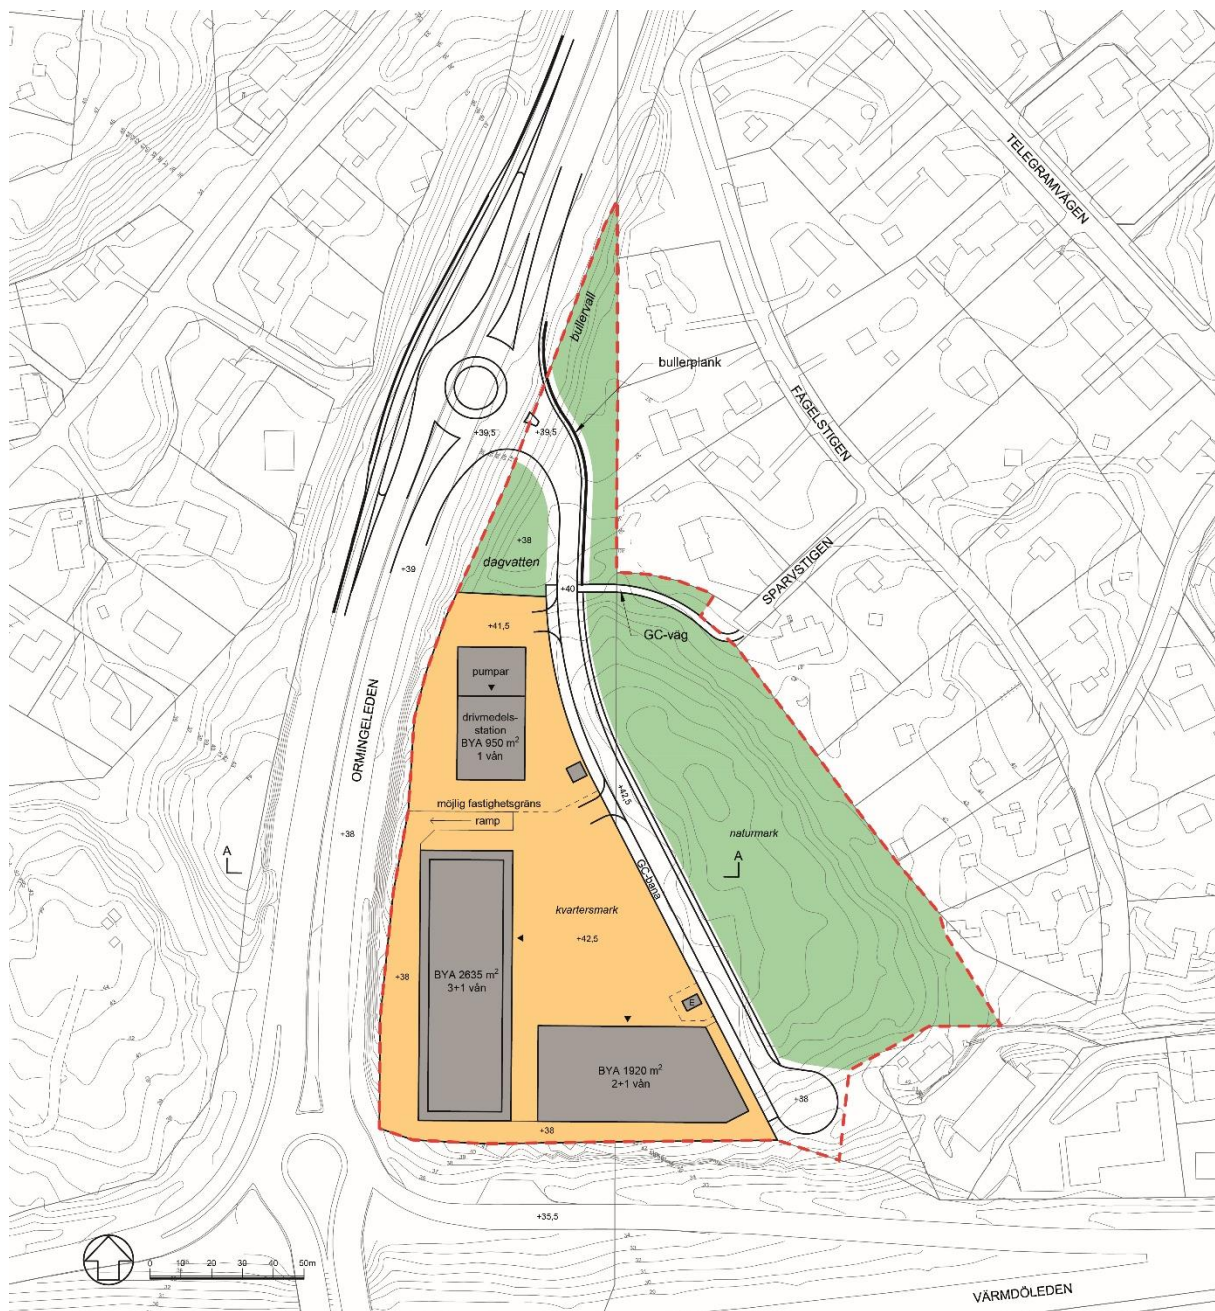 TELEGRAMVÄGEN
bullervall
bullerplank
FÅGELSTIGEN
+39,5
+39,5
+38
dagvatten
+39
+40
SPARVSTIGEN
GC-väg
+41,5
pumpar
ORMINGELEDEN
drivmedels-
station
BYA 950 m²
1 vån
+42,5
möjlig fastighetsgräns
ramp
+38
naturmark
A
A
GC-bana
kvartersmark
+42,5
+38
BYA 2635 m²
3+1 vån
E
BYA 1920 m²
2+1 vån
+38
+38
+35,5
0 10 20 30 40 50m
VÄRMDÖLEDEN